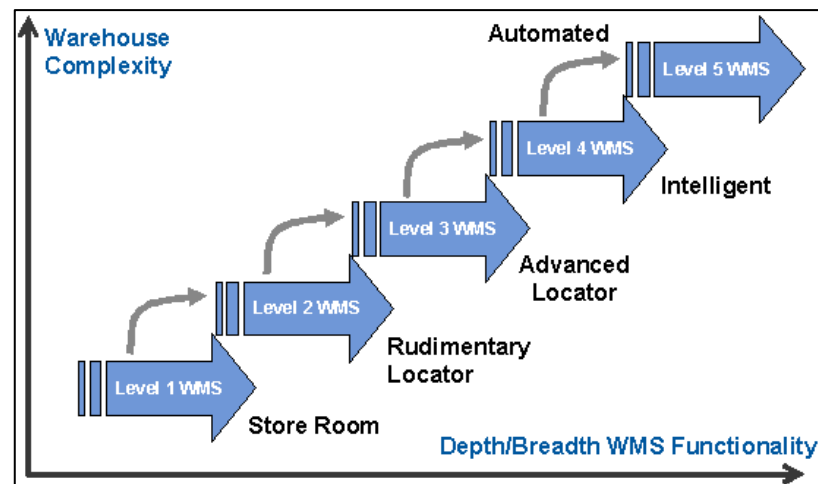 Warehouse
Complexity
Automated
Level 5 WMS
Level 4 WMS
Intelligent
Level 3 WMS
Advanced
Locator
Level 2 WMS
Rudimentary
Locator
Level 1 WMS
Store Room
Depth/Breadth WMS Functionality